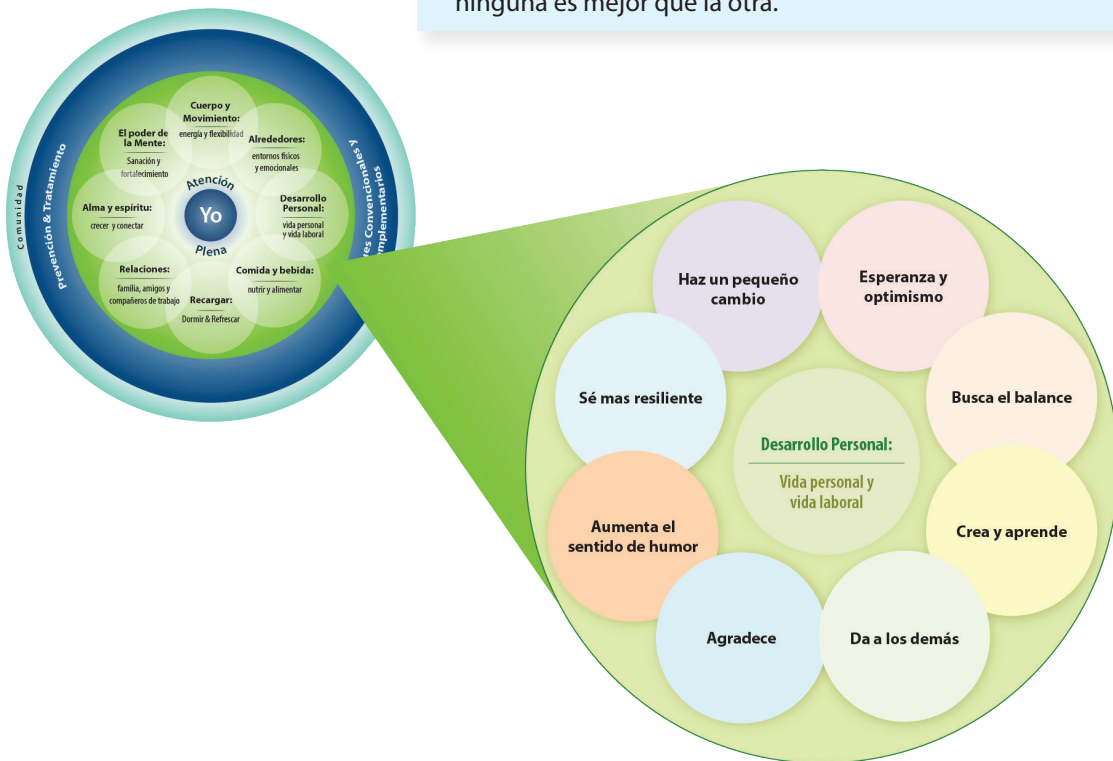 ninguna es mejor que la otra.
Comunidad
Prevención & Tratamiento
ues Convencionales y
omplementarios
Cuerpo y
Movimiento:
energía y flexibilidad
Alrededores:
entornos físicos
y emocionales
Desarrollo
Personal:
vida personal
y vida laboral
Comida y bebida:
nutrir y alimentar
Recargar:
Dormir & Refrescar
Relaciones:
familia, amigos y
compañeros de trabajo
Alma y espíritu:
crecer y conectar
El poder de
la Mente:
Sanación y
fortalecimiento
Atención
Yo
Plena
Haz un pequeño
cambio
Esperanza y
optimismo
Busca el balance
Crea y aprende
Da a los demás
Agradece
Aumenta el
sentido de humor
Sé mas resiliente
Desarrollo Personal:
Vida personal y
vida laboral